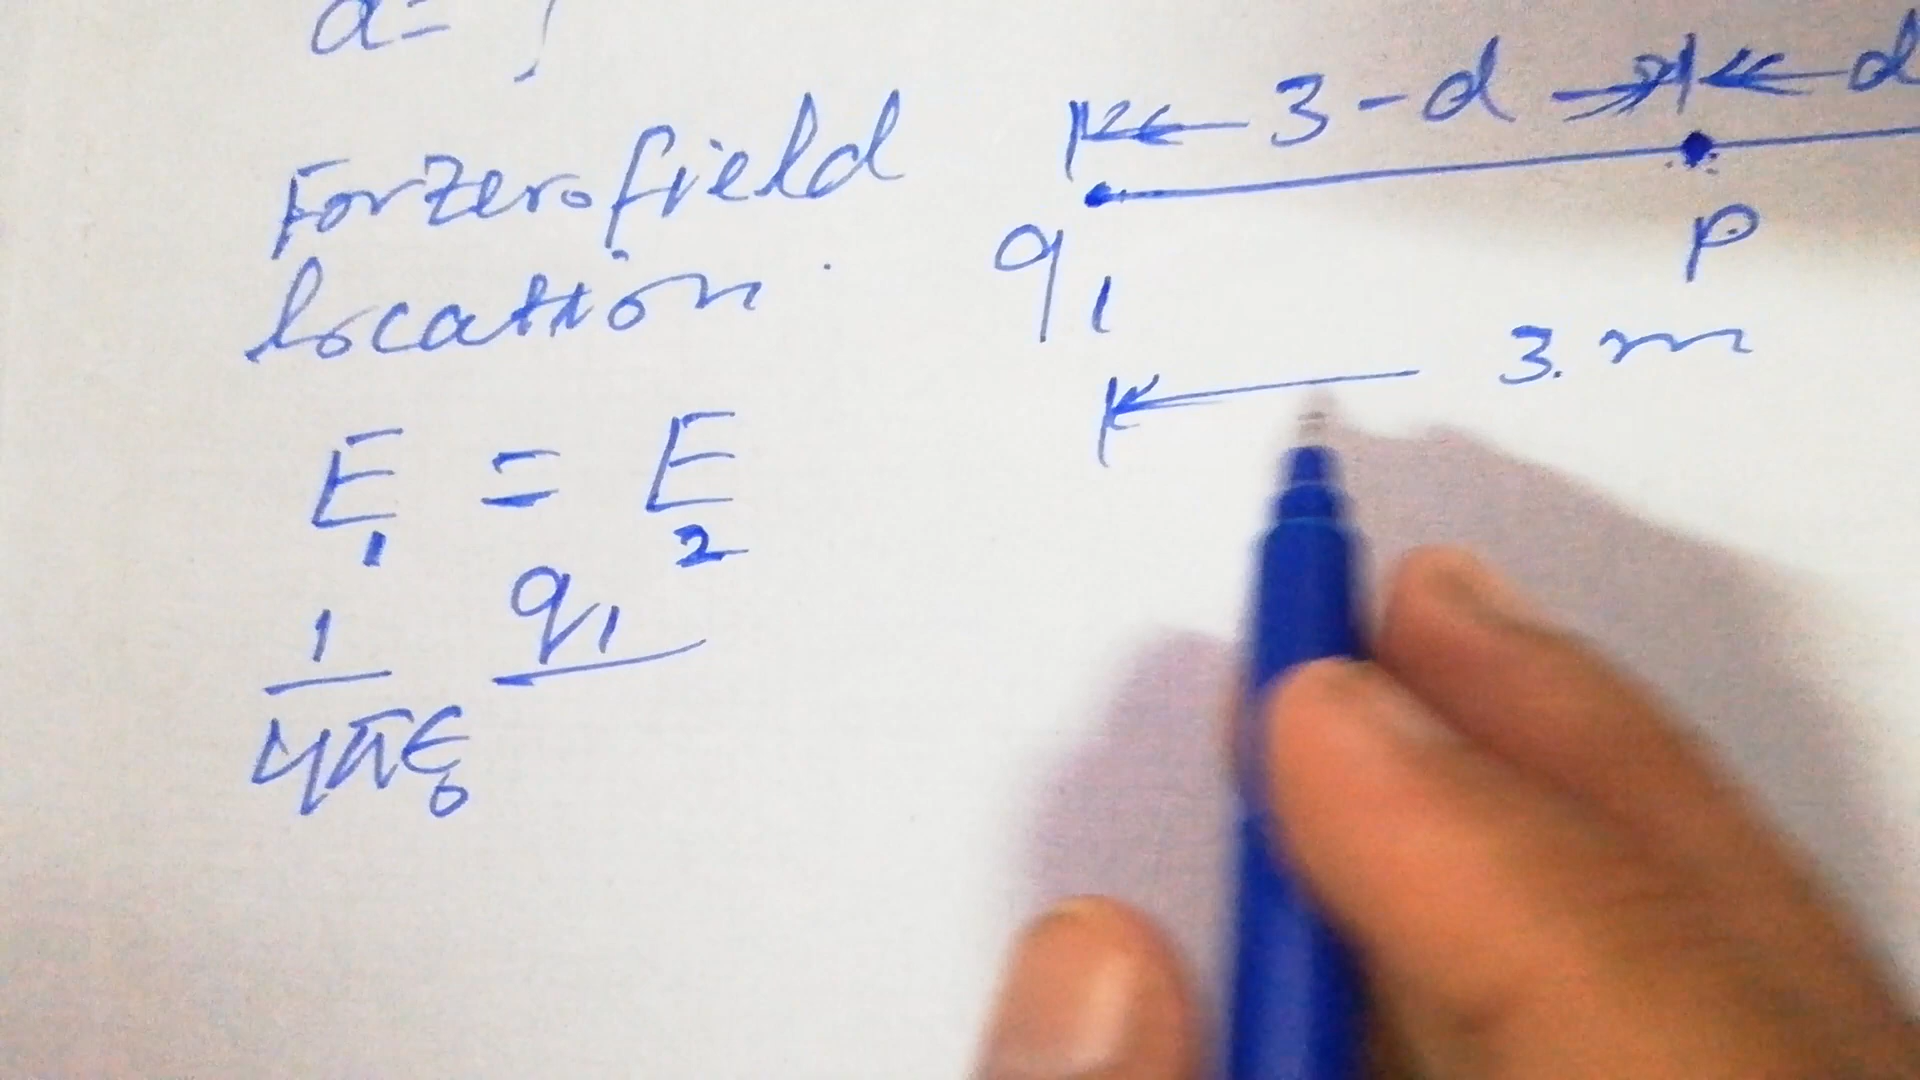 d = ?
For zero field
location
E1 = E2
1 q1
4πε0
3 - d d
q1 P
3. m